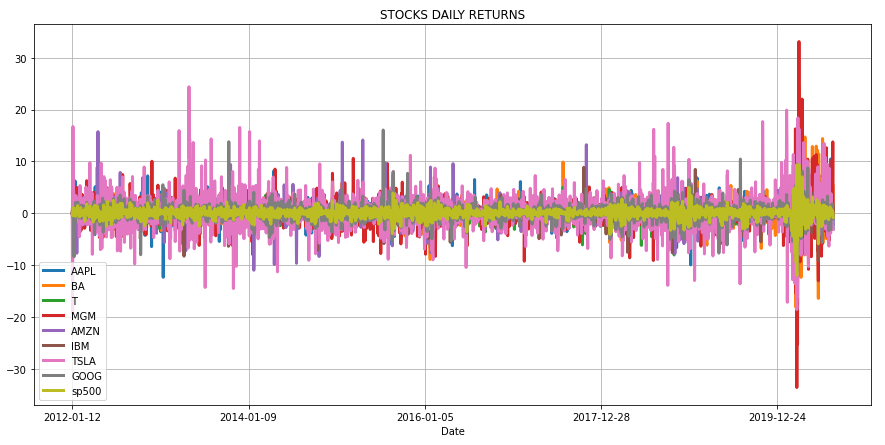 STOCKS DAILY RETURNS
30
20
10
0
−10
−20
−30
AAPL
BA
T
MGM
AMZN
IBM
TSLA
GOOG
sp500
2012-01-12 2014-01-09 2016-01-05 2017-12-28 2019-12-24
Date